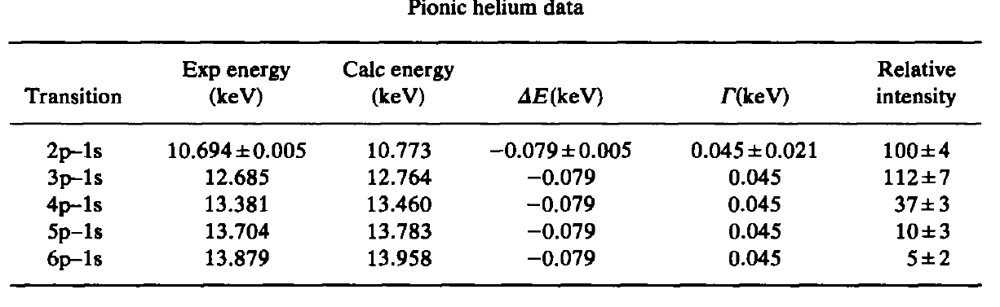 Pionic helium data
Exp energy Calc energy Relative
Transition (keV) (keV) ΔE(keV) Γ(keV) intensity
2p–1s 10.694±0.005 10.773 −0.079±0.005 0.045±0.021 100±4
3p–1s 12.685 12.764 −0.079 0.045 112±7
4p–1s 13.381 13.460 −0.079 0.045 37±3
5p–1s 13.704 13.783 −0.079 0.045 10±3
6p–1s 13.879 13.958 −0.079 0.045 5±2